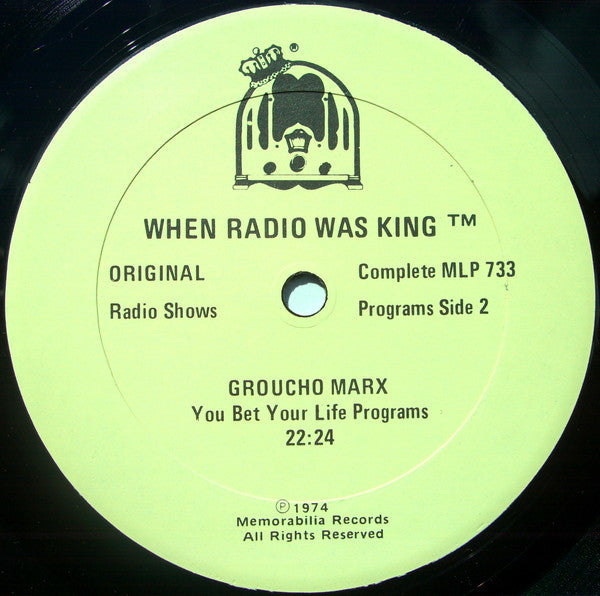 ®
WHEN RADIO WAS KING ™
ORIGINAL Complete MLP 733
Radio Shows Programs Side 2
GROUCHO MARX
You Bet Your Life Programs
22:24
℗ 1974
Memorabilia Records
All Rights Reserved